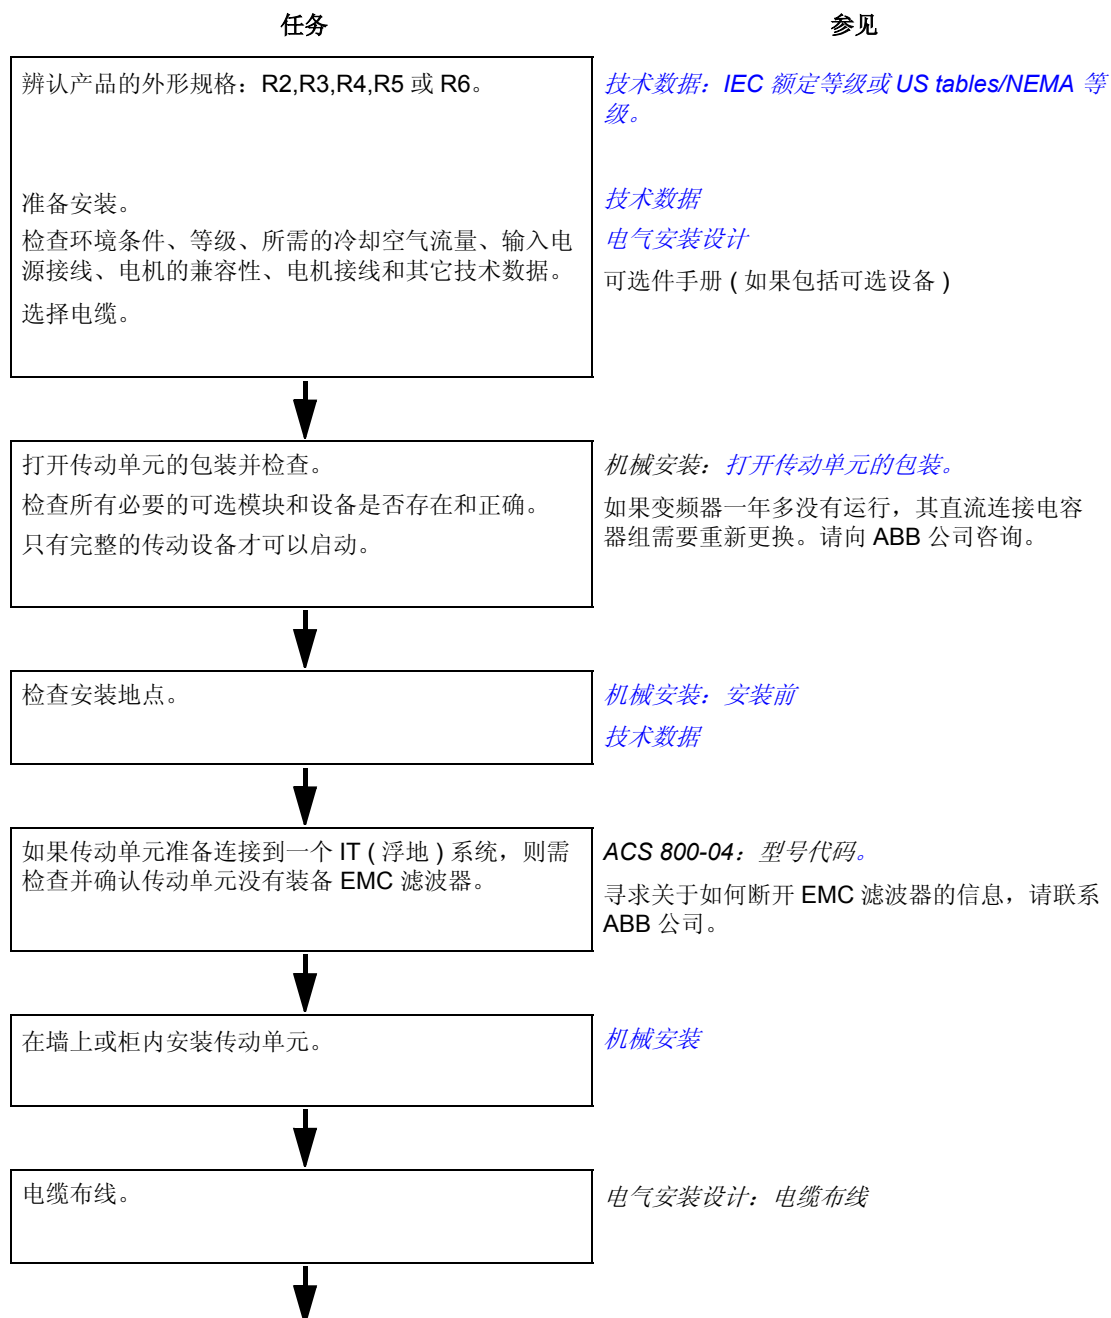 任务 参见
辨认产品的外形规格：R2,R3,R4,R5 或 R6。
技术数据：IEC 额定等级或 US tables/NEMA 等
级。
准备安装。
检查环境条件、等级、所需的冷却空气流量、输入电
源接线、电机的兼容性、电机接线和其它技术数据。
选择电缆。
技术数据
电气安装设计
可选件手册 ( 如果包括可选设备 )
打开传动单元的包装并检查。
检查所有必要的可选模块和设备是否存在和正确。
只有完整的传动设备才可以启动。
机械安装：打开传动单元的包装。
如果变频器一年多没有运行，其直流连接电容
器组需要重新更换。请向 ABB 公司咨询。
检查安装地点。
机械安装：安装前
技术数据
如果传动单元准备连接到一个 IT ( 浮地 ) 系统，则需
检查并确认传动单元没有装备 EMC 滤波器。
ACS 800-04：型号代码。
寻求关于如何断开 EMC 滤波器的信息，请联系
ABB 公司。
在墙上或柜内安装传动单元。
机械安装
电缆布线。
电气安装设计：电缆布线